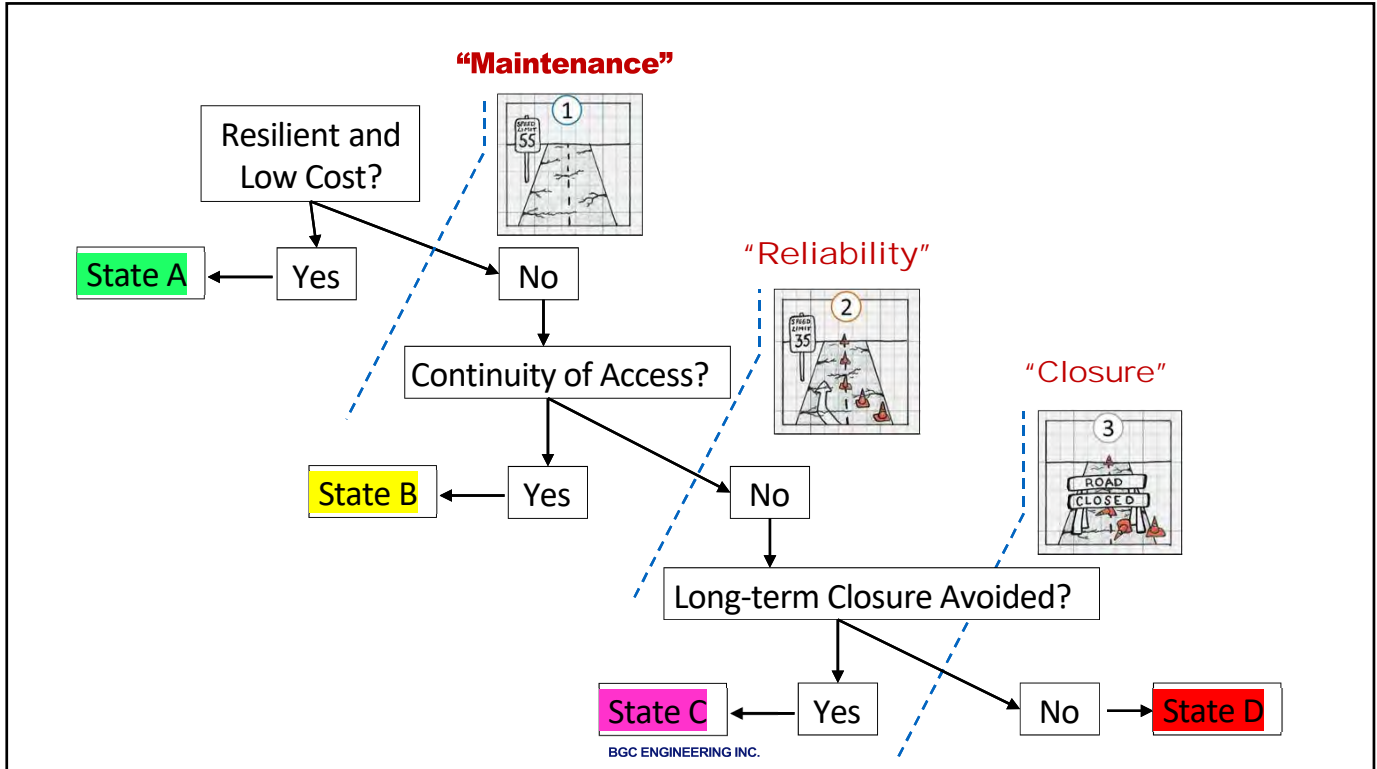 “Maintenance”
1
SPEED
LIMIT
55
Resilient and
Low Cost?
State A
Yes
No
“Reliability”
2
SPEED
LIMIT
35
Continuity of Access?
“Closure”
3
ROAD
CLOSED
State B
Yes
No
Long-term Closure Avoided?
State C
Yes
No
State D
BGC ENGINEERING INC.